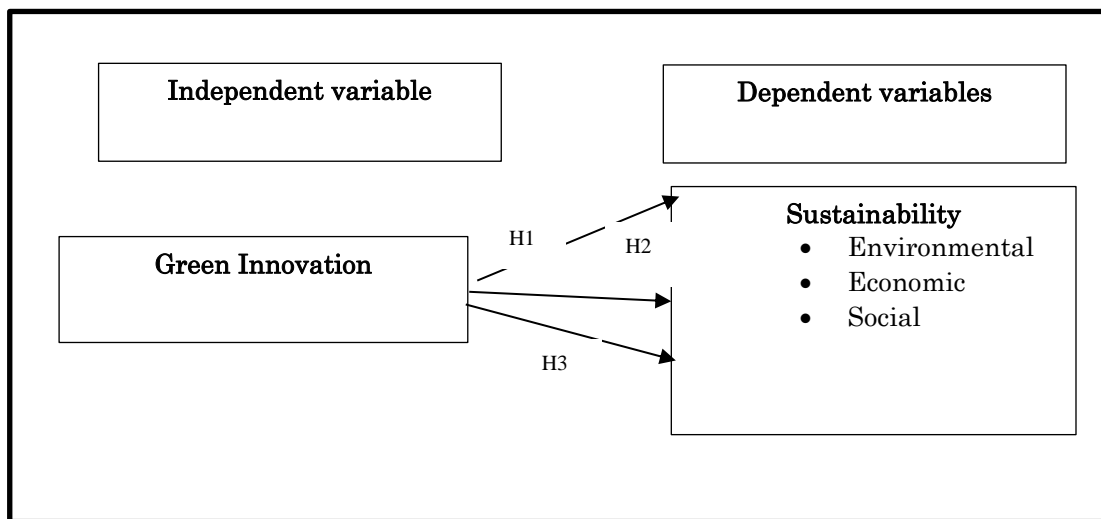 Independent variable
Dependent variables
Green Innovation
H1
H2
H3
Sustainability
• Environmental
• Economic
• Social